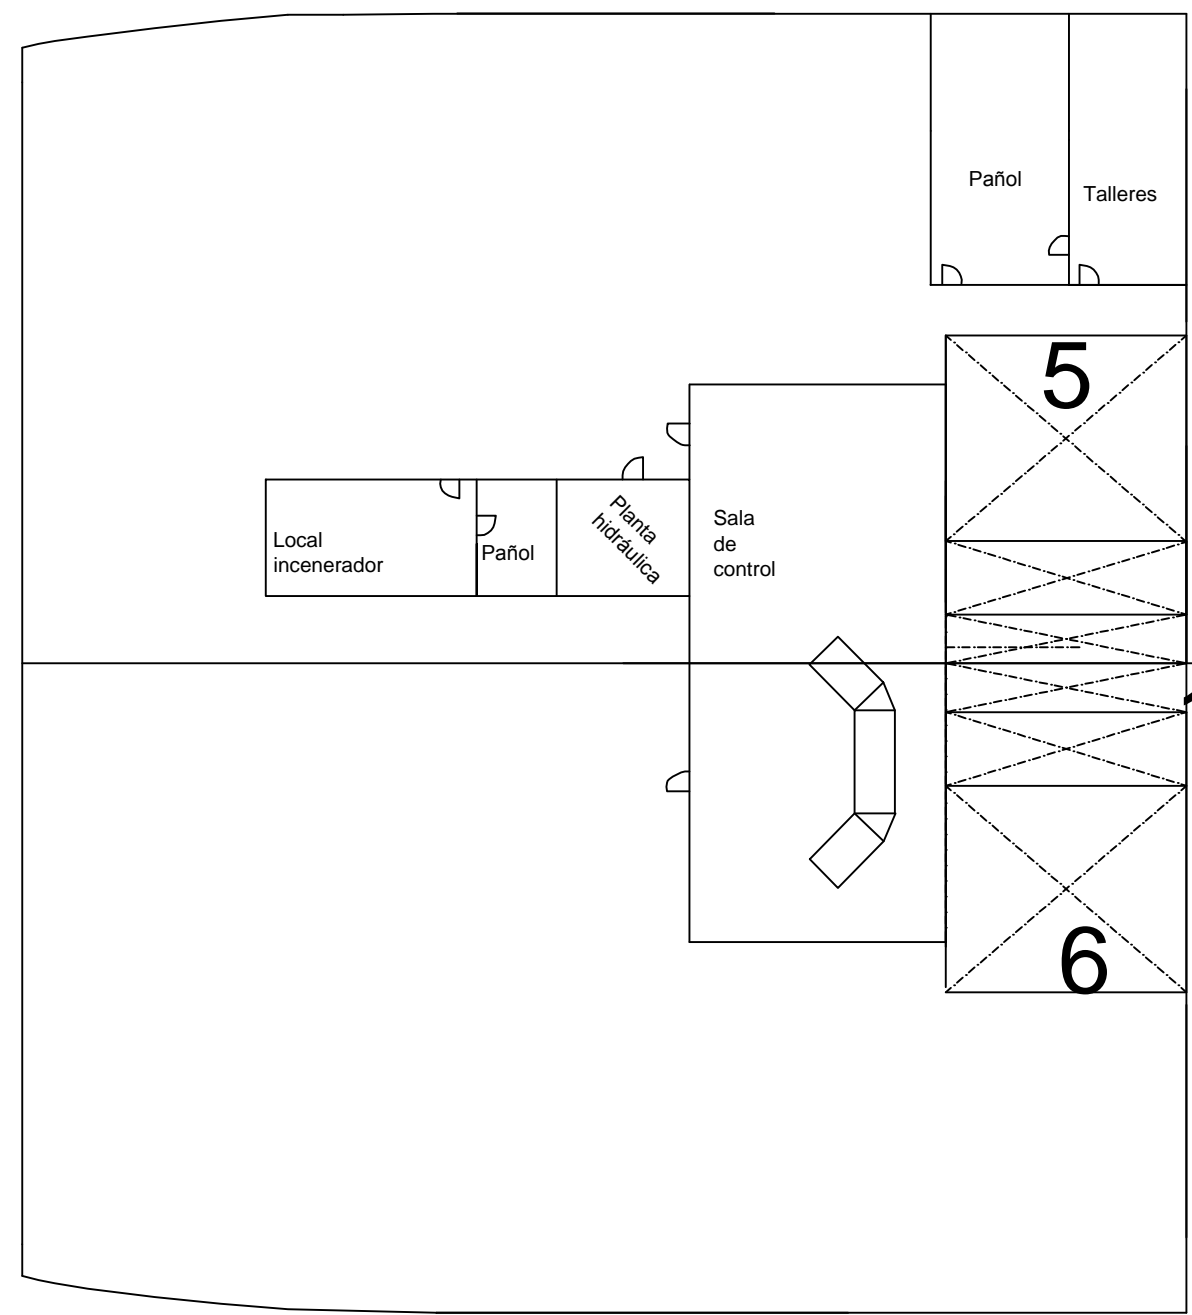 Pañol
Talleres
5
Planta
hidráulica
Sala
de
control
Local
incenerador
Pañol
6